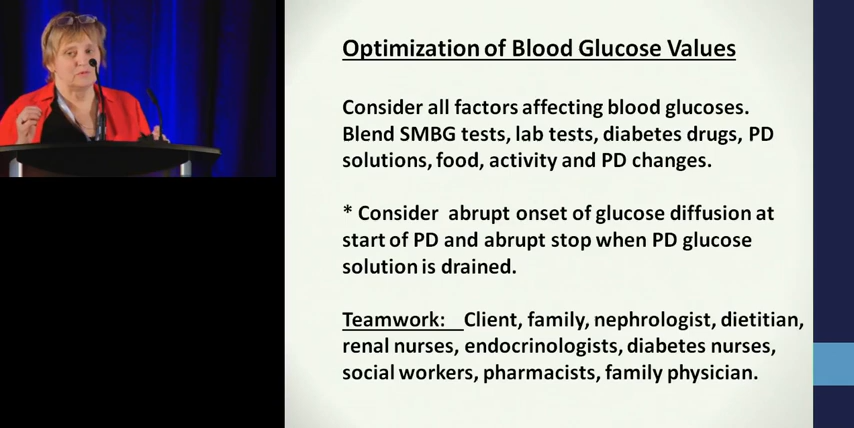 Optimization of Blood Glucose Values
Consider all factors affecting blood glucoses.
Blend SMBG tests, lab tests, diabetes drugs, PD
solutions, food, activity and PD changes.
* Consider abrupt onset of glucose diffusion at
start of PD and abrupt stop when PD glucose
solution is drained.
Teamwork: Client, family, nephrologist, dietitian,
renal nurses, endocrinologists, diabetes nurses,
social workers, pharmacists, family physician.